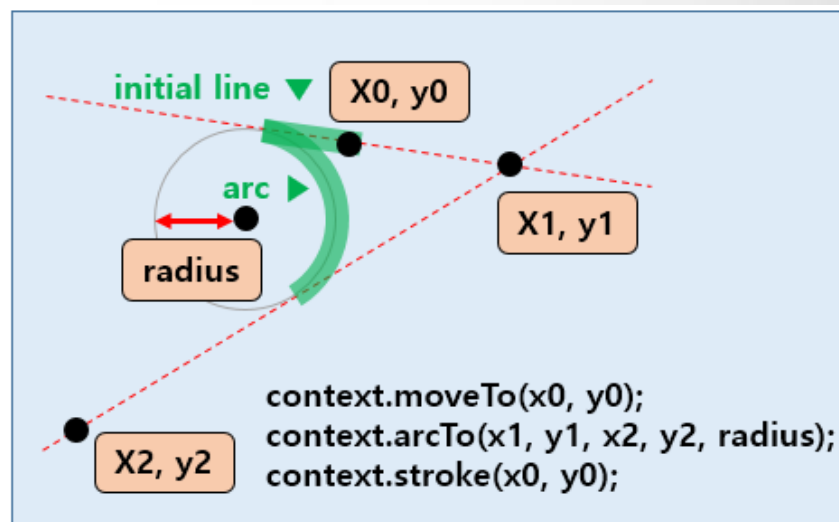 initial line ▼
X0, y0
arc ▶
X1, y1
radius
X2, y2
context.moveTo(x0, y0);
context.arcTo(x1, y1, x2, y2, radius);
context.stroke(x0, y0);